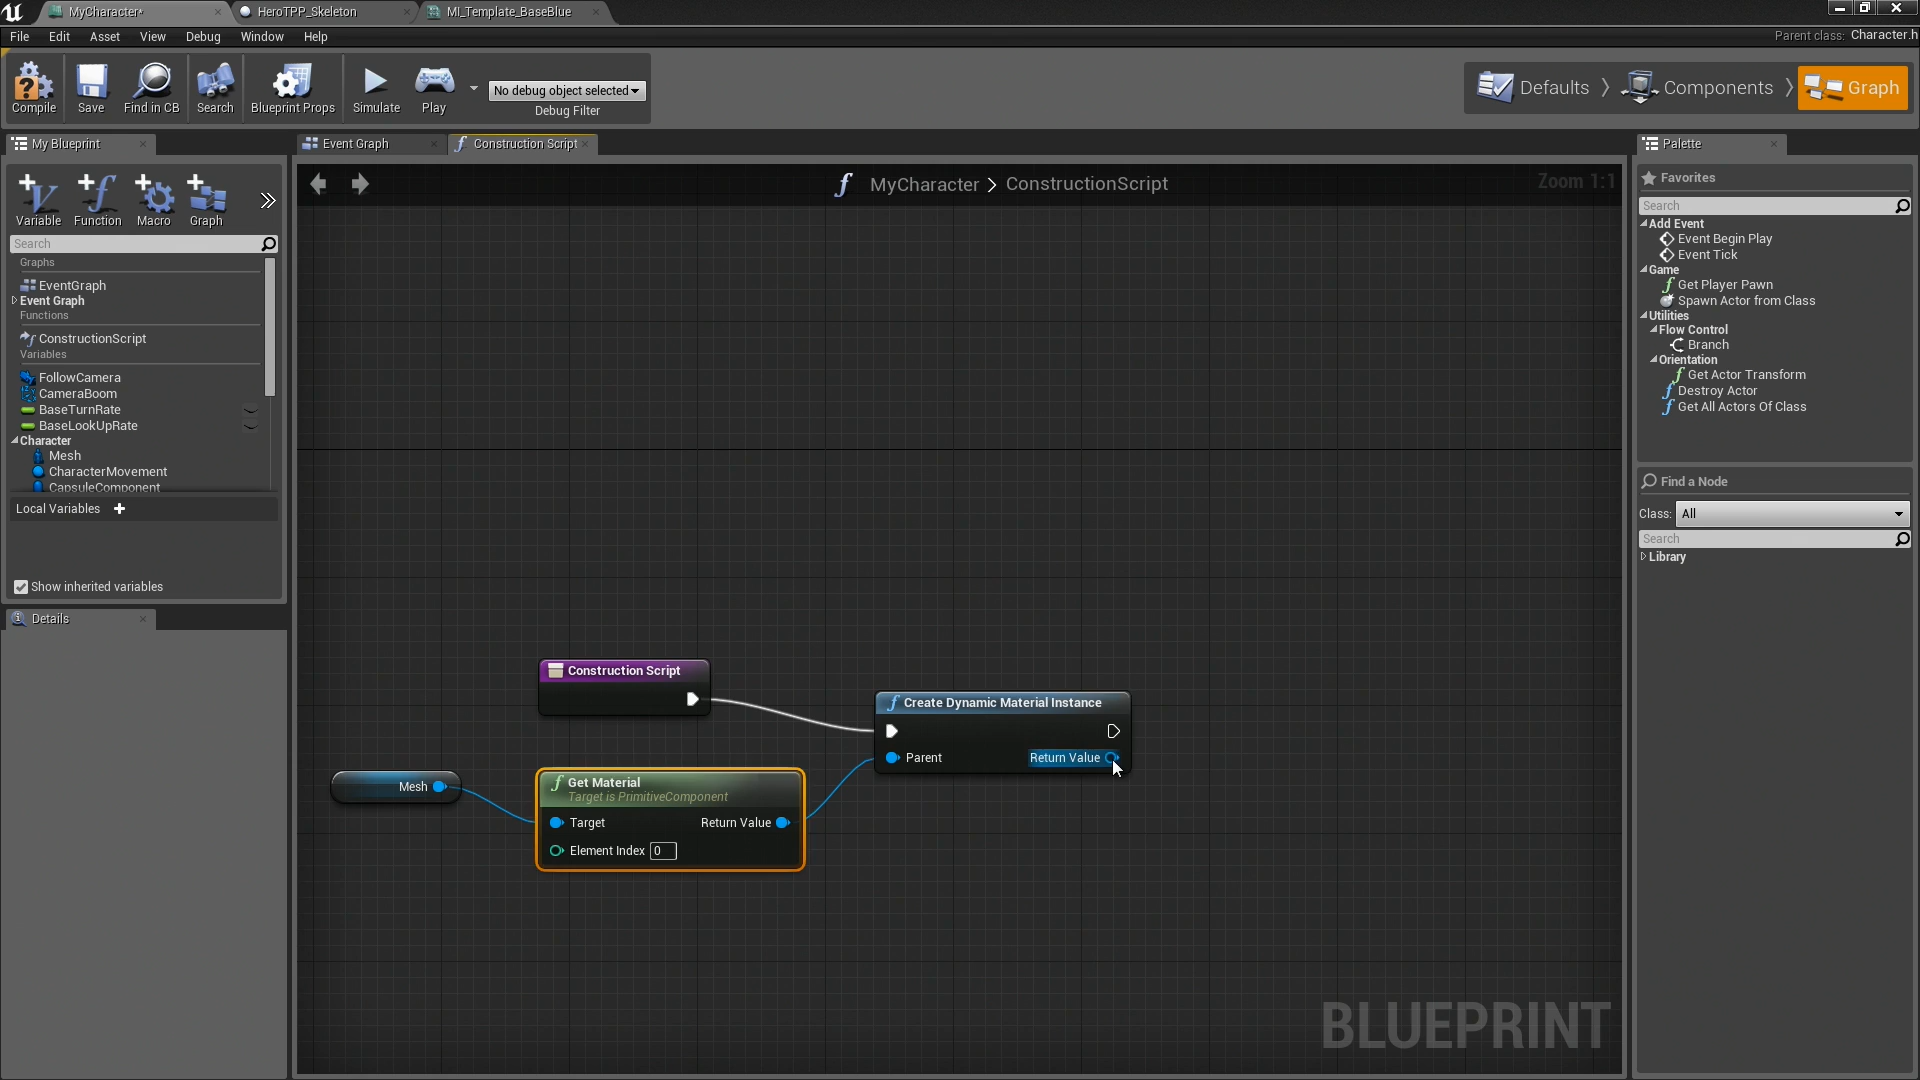 MyCharacter*
HeroTPP_Skeleton
MI_Template_BaseBlue
File Edit Asset View Debug Window Help
Parent class: Character.h
Compile
Save
Find in CB
Search
Blueprint Props
Simulate
Play
No debug object selected
Debug Filter
Defaults
Components
Graph
My Blueprint
Variable
Function
Macro
Graph
Search
Graphs
EventGraph
Event Graph
Functions
ConstructionScript
Variables
FollowCamera
CameraBoom
BaseTurnRate
BaseLookUpRate
Character
Mesh
CharacterMovement
CapsuleComponent
Local Variables
Show inherited variables
Details
Event Graph
Construction Script
MyCharacter > ConstructionScript
Zoom 1:1
Construction Script
Create Dynamic Material Instance
Parent
Return Value
Mesh
Get Material
Target is PrimitiveComponent
Target
Return Value
Element Index 0
BLUEPRINT
Palette
Favorites
Search
Add Event
Event Begin Play
Event Tick
Game
Get Player Pawn
Spawn Actor from Class
Utilities
Flow Control
Branch
Orientation
Get Actor Transform
Destroy Actor
Get All Actors Of Class
Find a Node
Class: All
Search
Library